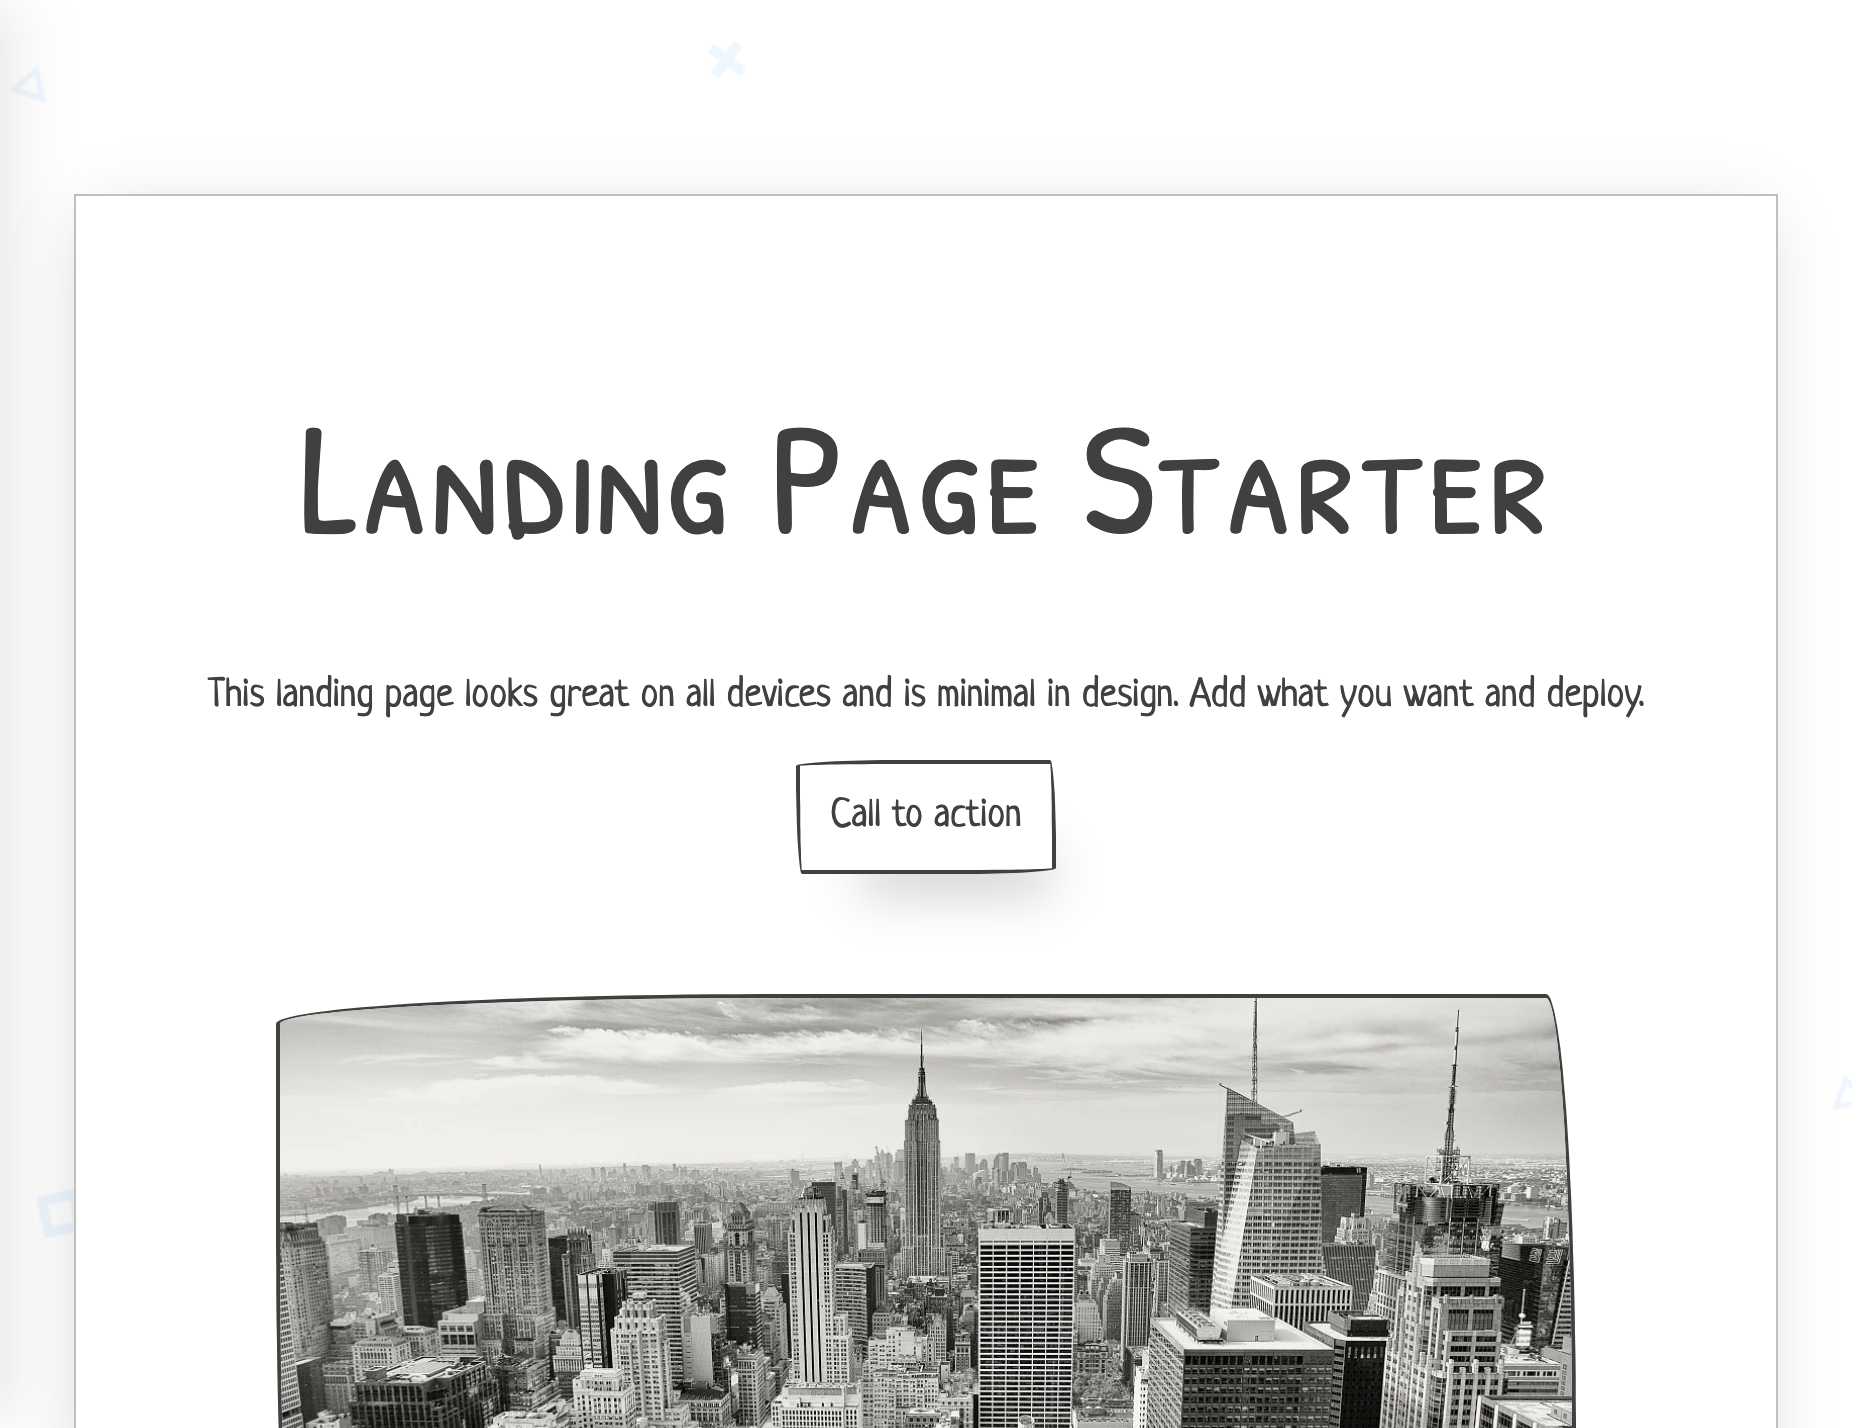 Landing Page Starter
This landing page looks great on all devices and is minimal in design. Add what you want and deploy.
Call to action